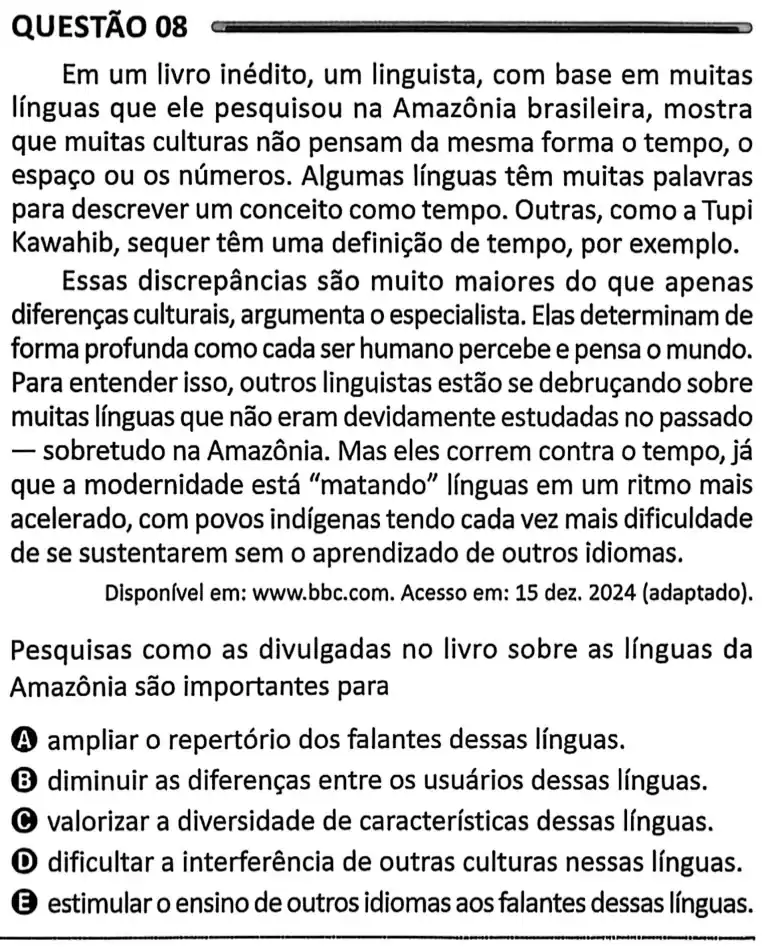 QUESTÃO 08
Em um livro inédito, um linguista, com base em muitas
línguas que ele pesquisou na Amazônia brasileira, mostra
que muitas culturas não pensam da mesma forma o tempo, o
espaço ou os números. Algumas línguas têm muitas palavras
para descrever um conceito como tempo. Outras, como a Tupi
Kawahib, sequer têm uma definição de tempo, por exemplo.
Essas discrepâncias são muito maiores do que apenas
diferenças culturais, argumenta o especialista. Elas determinam de
forma profunda como cada ser humano percebe e pensa o mundo.
Para entender isso, outros linguistas estão se debruçando sobre
muitas línguas que não eram devidamente estudadas no passado
— sobretudo na Amazônia. Mas eles correm contra o tempo, já
que a modernidade está “matando” línguas em um ritmo mais
acelerado, com povos indígenas tendo cada vez mais dificuldade
de se sustentarem sem o aprendizado de outros idiomas.
Disponível em: www.bbc.com. Acesso em: 15 dez. 2024 (adaptado).
Pesquisas como as divulgadas no livro sobre as línguas da
Amazônia são importantes para
A ampliar o repertório dos falantes dessas línguas.
B diminuir as diferenças entre os usuários dessas línguas.
C valorizar a diversidade de características dessas línguas.
D dificultar a interferência de outras culturas nessas línguas.
E estimular o ensino de outros idiomas aos falantes dessas línguas.